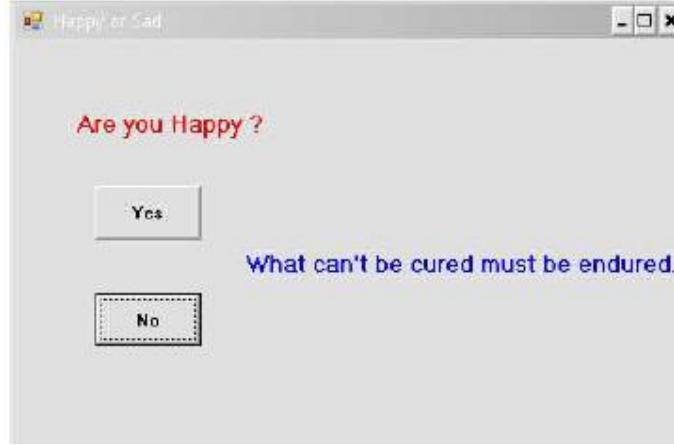 Happy or Sad
Are you Happy ?
Yes
What can't be cured must be endured.
No